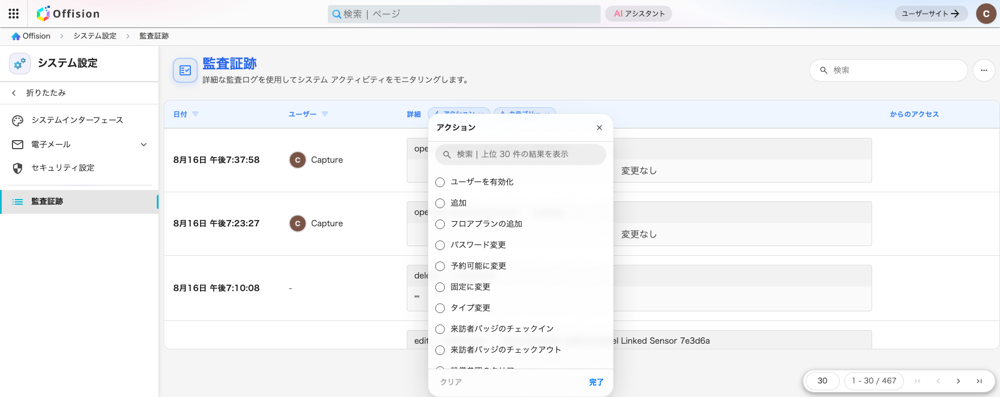 Offision
検索 | ページ
AI アシスタント
ユーザーサイト
C
Offision
システム設定
監査証跡
システム設定
折りたたみ
システムインターフェース
電子メール
セキュリティ設定
監査証跡
監査証跡
詳細な監査ログを使用してシステム アクティビティをモニタリングします。
検索
日付
ユーザー
詳細
アクション
カテゴリー
からのアクセス
8月16日 午後7:37:58
C
Capture
ope
変更なし
8月16日 午後7:23:27
C
Capture
ope
変更なし
8月16日 午後7:10:08
-
dele
""
edit
el Linked Sensor 7e3d6a
アクション
検索 | 上位 30 件の結果を表示
ユーザーを有効化
追加
フロアプランの追加
パスワード変更
予約可能に変更
固定に変更
タイプ変更
来訪者バッジのチェックイン
来訪者バッジのチェックアウト
クリア
完了
30
1 - 30 / 467